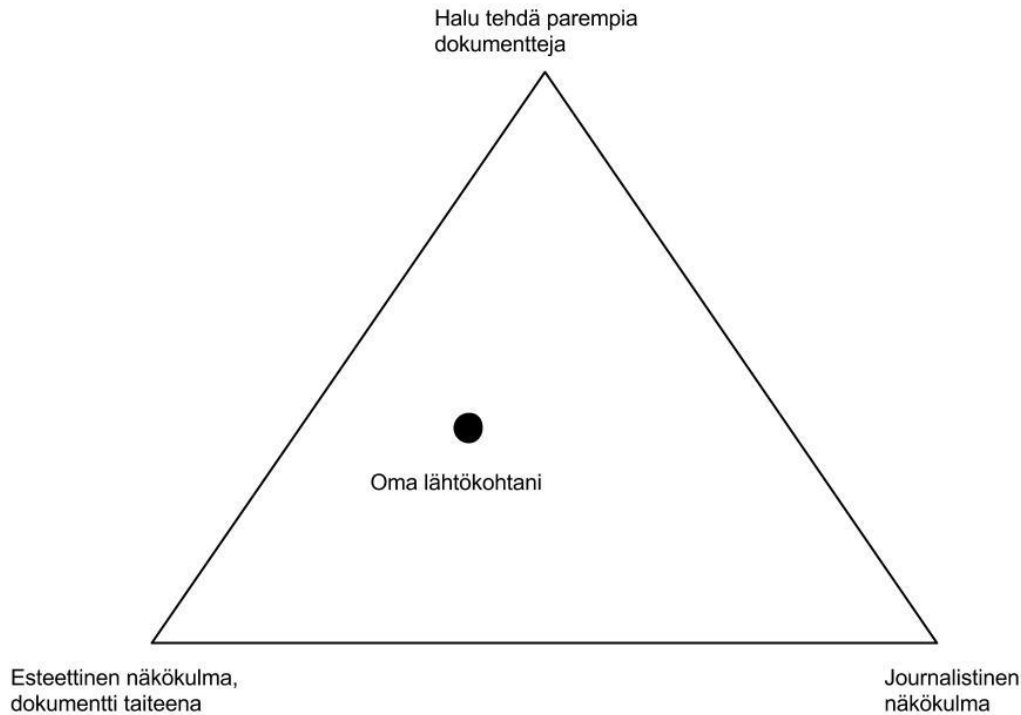 Halu tehdä parempia
dokumentteja
Oma lähtökohtani
Esteettinen näkökulma,
dokumentti taiteena
Journalistinen
näkökulma